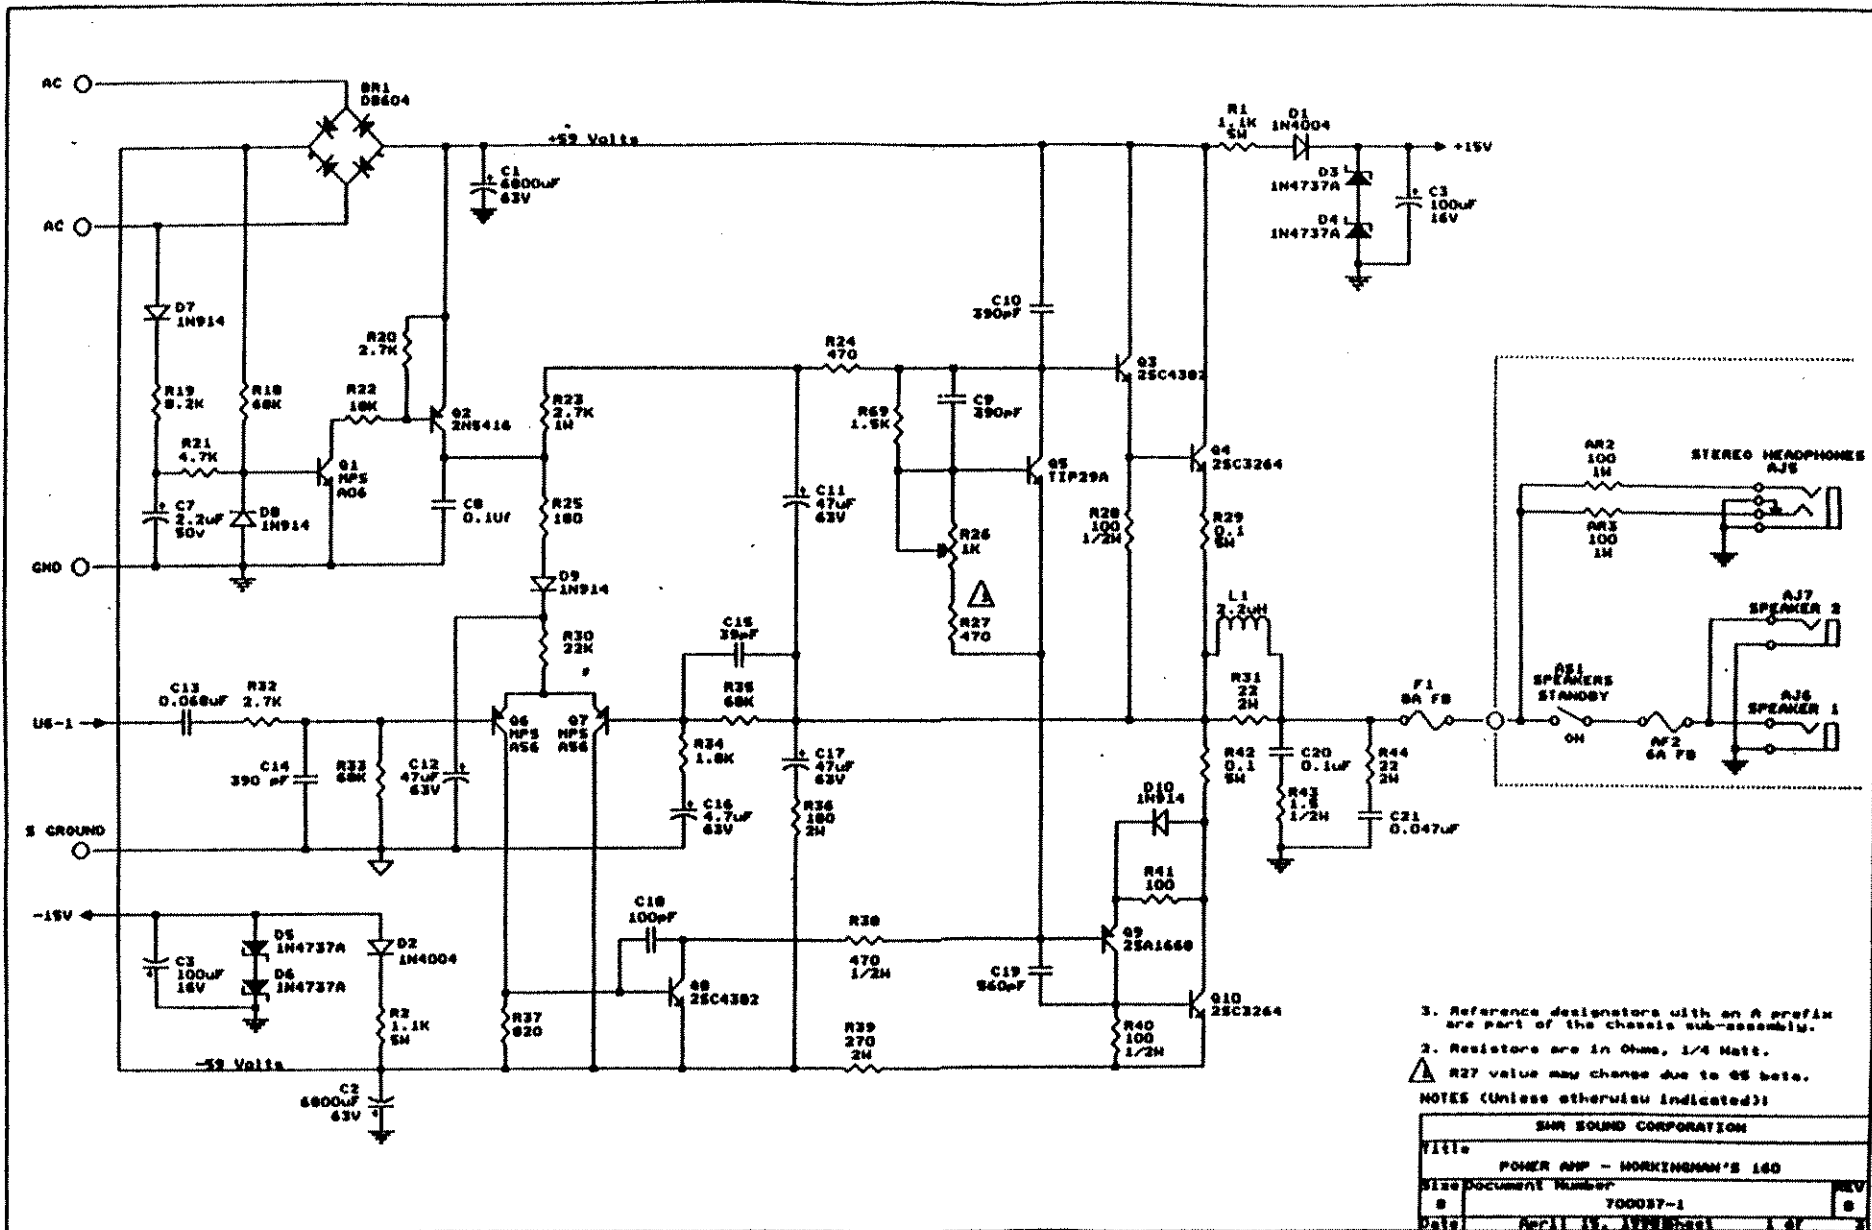 AC
BR1
DB604
+59 Volts
R1
1.1K
5W
D1
1N4004
+15V
D3
1N4737A
D4
1N4737A
C3
100uF
16V
C1
6800uF
63V
AC
D7
1N914
R20
2.7K
R19
8.2K
R18
68K
R22
10K
Q2
2N5416
R21
4.7K
Q1
MPS
A06
C7
2.2uF
50v
D8
1N914
C8
0.1Uf
GND
R23
2.7K
1W
R25
180
D9
1N914
R30
22K
R24
470
C10
390pF
Q3
2SC4382
R69
1.5K
C9
390pF
Q5
TIP29A
Q4
2SC3264
C11
47uF
63V
R26
1K
R27
470
R28
100
1/2W
R29
0.1
5W
L1
2.2uH
C15
39pF
R35
68K
R31
22
2W
F1
8A FB
AR2
100
1W
AR3
100
1W
STEREO HEADPHONES
AJ5
AJ7
SPEAKER 2
AS1
SPEAKERS
STANDBY
ON
AF2
6A FB
AJ6
SPEAKER 1
U6-1
C13
0.068uF
R32
2.7K
Q6
MPS
A56
Q7
MPS
A56
C14
390 pF
R33
68K
C12
47uF
63V
R34
1.8K
C16
4.7uF
63V
C17
47uF
63V
R36
180
2W
R42
0.1
5W
C20
0.1uF
R44
22
2W
R43
1.5
1/2W
C21
0.047uF
D10
1N914
R41
100
S GROUND
-15V
C3
100uF
16V
D5
1N4737A
D6
1N4737A
D2
1N4004
R2
1.1K
5W
C18
100pF
Q8
2SC4382
R38
470
1/2W
Q9
2SA1668
C19
560pF
Q10
2SC3264
R37
820
R39
270
2W
R40
100
1/2W
-59 Volts
C2
6800uF
63V
3. Reference designators with an A prefix
are part of the chassis sub-assembly.
2. Resistors are in Ohms, 1/4 Watt.
R27 value may change due to Q5 beta.
NOTES (Unless otherwise indicated):
SWR SOUND CORPORATION
Title
POWER AMP - WORKINGMAN'S 160
Size
Document Number
REV
B
700037-1
Date:
April 15,
Sheet
1 of